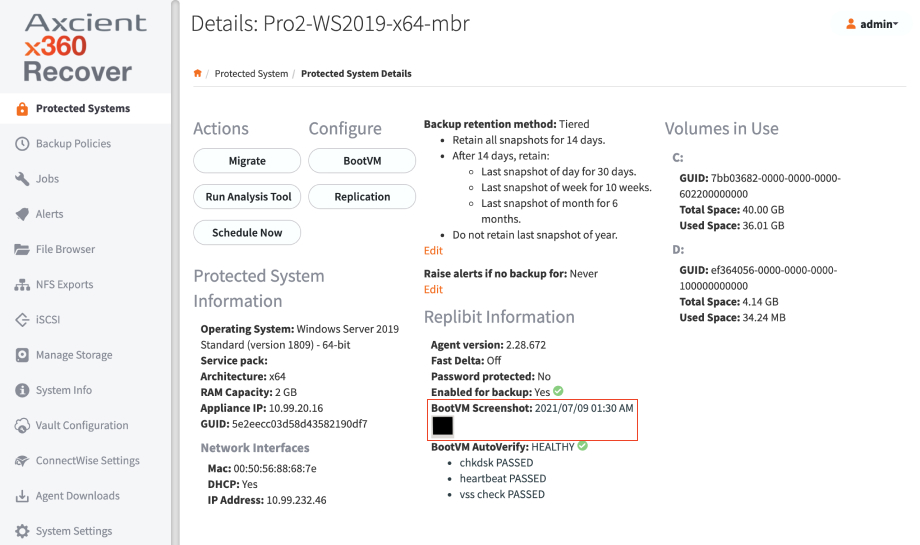 Axcient
x360
Recover
Protected Systems
Backup Policies
Jobs
Alerts
File Browser
NFS Exports
iSCSI
Manage Storage
System Info
Vault Configuration
ConnectWise Settings
Agent Downloads
System Settings
Details: Pro2-WS2019-x64-mbr
admin
Protected System / Protected System Details
Actions
Migrate
Run Analysis Tool
Schedule Now
Configure
BootVM
Replication
Protected System
Information
Operating System: Windows Server 2019
Standard (version 1809) - 64-bit
Service pack:
Architecture: x64
RAM Capacity: 2 GB
Appliance IP: 10.99.20.16
GUID: 5e2eecc03d58d43582190df7
Network Interfaces
Mac: 00:50:56:88:68:7e
DHCP: Yes
IP Address: 10.99.232.46
Backup retention method: Tiered
• Retain all snapshots for 14 days.
• After 14 days, retain:
◦ Last snapshot of day for 30 days.
◦ Last snapshot of week for 10 weeks.
◦ Last snapshot of month for 6
months.
• Do not retain last snapshot of year.
Edit
Raise alerts if no backup for: Never
Edit
Replibit Information
Agent version: 2.28.672
Fast Delta: Off
Password protected: No
Enabled for backup: Yes
BootVM Screenshot: 2021/07/09 01:30 AM
BootVM AutoVerify: HEALTHY
• chkdsk PASSED
• heartbeat PASSED
• vss check PASSED
Volumes in Use
C:
GUID: 7bb03682-0000-0000-0000-
602200000000
Total Space: 40.00 GB
Used Space: 36.01 GB
D:
GUID: ef364056-0000-0000-0000-
100000000000
Total Space: 4.14 GB
Used Space: 34.24 MB